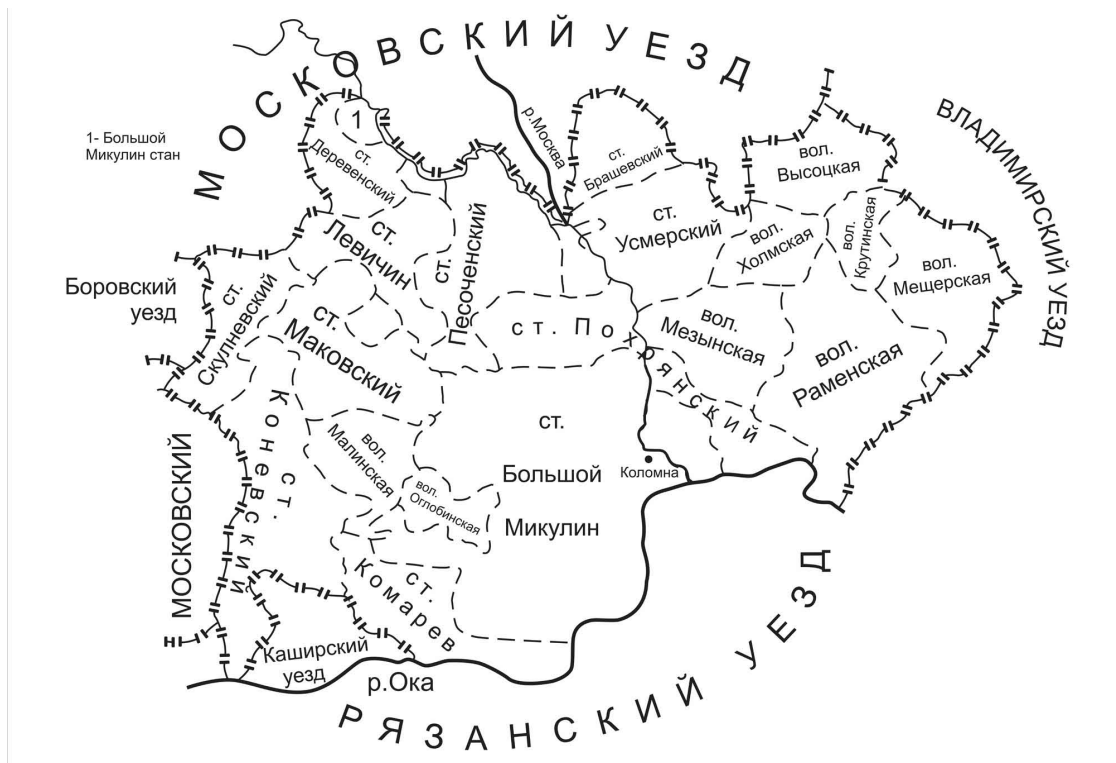 МОСКОВСКИЙ УЕЗД
ВЛАДИМИРСКИЙ УЕЗД
1- Большой
Микулин стан
1
ст.
Деревенский
р.Москва
ст.
Брашевский
вол.
Высоцкая
ст.
Левичин
ст.
Песоченский
ст.
Усмерский
вол.
Холмская
вол.
Крутинская
вол.
Мещерская
Боровский
уезд
ст.
Скулневский
ст.
Маковский
ст. Похрянский
вол.
Мезынская
вол.
Раменская
МОСКОВСКИЙ
ст.
Коневский
вол.
Малинская
вол.
Оглобинская
ст.
Большой
Микулин
Коломна
ст.
Комарев
Каширский
уезд
р.Ока
Н
РЯЗАНСКИЙ УЕЗД